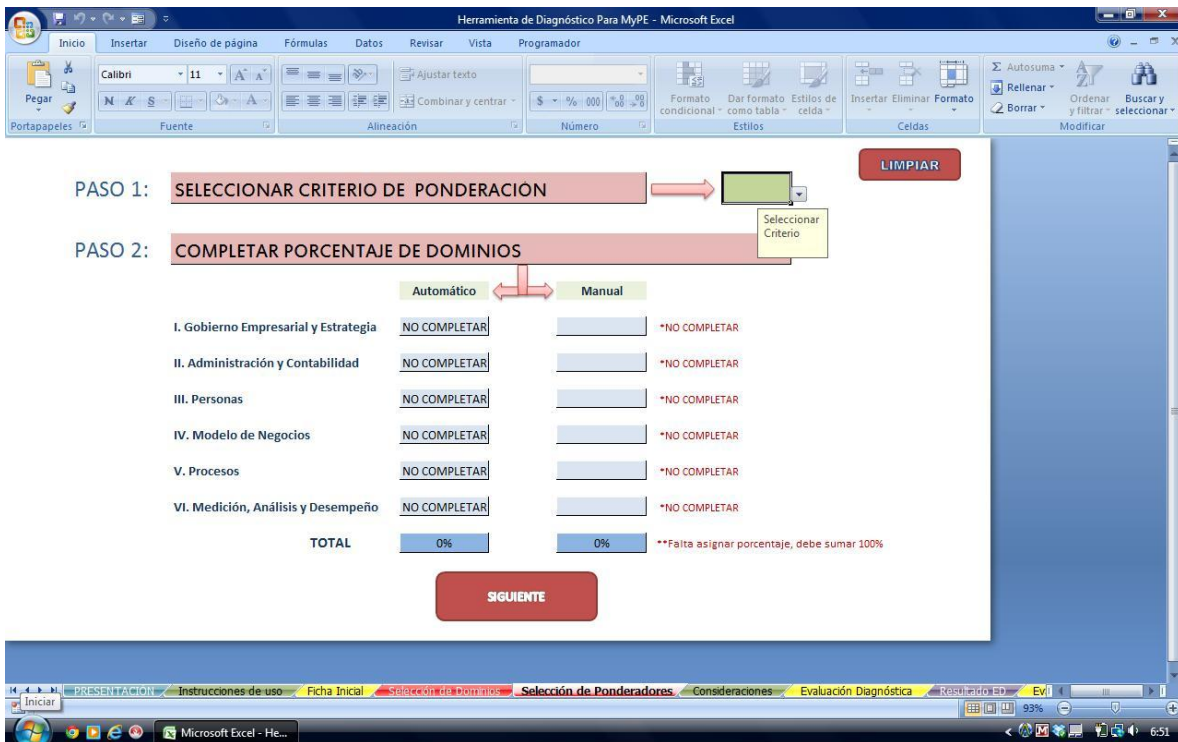 Herramienta de Diagnóstico Para MyPE - Microsoft Excel
Inicio Insertar Diseño de página Fórmulas Datos Revisar Vista Programador
Pegar
Portapapeles
Calibri 11
N K S
Fuente
Ajustar texto
Combinar y centrar
Alineación
$ % 000
Número
Formato condicional
Dar formato como tabla
Estilos de celda
Estilos
Insertar Eliminar Formato
Celdas
Σ Autosuma
Rellenar
Borrar
Ordenar y filtrar
Buscar y seleccionar
Modificar
LIMPIAR
PASO 1: SELECCIONAR CRITERIO DE PONDERACIÓN
Seleccionar
Criterio
PASO 2: COMPLETAR PORCENTAJE DE DOMINIOS
Automático Manual
I. Gobierno Empresarial y Estrategia NO COMPLETAR *NO COMPLETAR
II. Administración y Contabilidad NO COMPLETAR *NO COMPLETAR
III. Personas NO COMPLETAR *NO COMPLETAR
IV. Modelo de Negocios NO COMPLETAR *NO COMPLETAR
V. Procesos NO COMPLETAR *NO COMPLETAR
VI. Medición, Análisis y Desempeño NO COMPLETAR *NO COMPLETAR
TOTAL 0% 0% **Falta asignar porcentaje, debe sumar 100%
SIGUIENTE
PRESENTACIÓN Instrucciones de uso Ficha Inicial Selección de Dominios Selección de Ponderadores Consideraciones Evaluación Diagnóstica Resultado ED Ev
Iniciar
93%
Microsoft Excel - He...
6:51